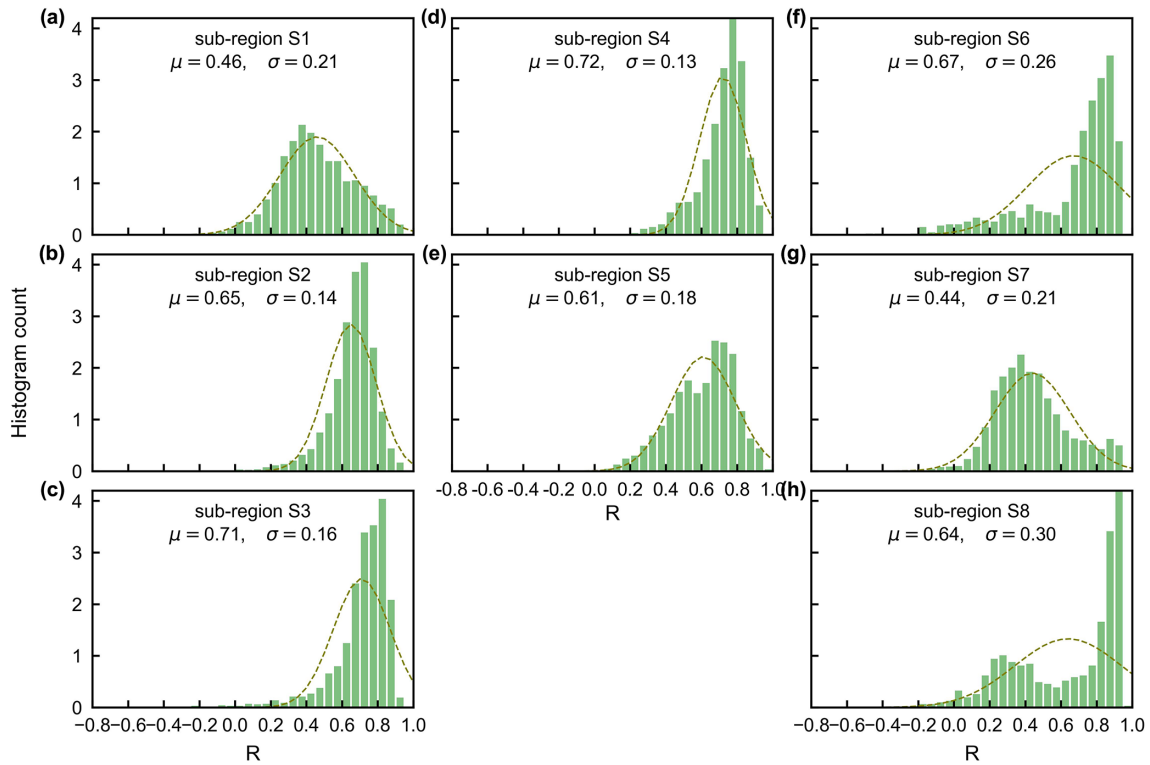 (a)
sub-region S1
μ = 0.46, σ = 0.21
4
3
2
1
0
(d)
sub-region S4
μ = 0.72, σ = 0.13
(f)
sub-region S6
μ = 0.67, σ = 0.26
(b)
sub-region S2
μ = 0.65, σ = 0.14
4
3
2
1
0
(e)
sub-region S5
μ = 0.61, σ = 0.18
-0.8 -0.6 -0.4 -0.2 0.0 0.2 0.4 0.6 0.8 1.0
R
(g)
sub-region S7
μ = 0.44, σ = 0.21
Histogram count
(c)
sub-region S3
μ = 0.71, σ = 0.16
4
3
2
1
0
−0.8 −0.6 −0.4 −0.2 0.0 0.2 0.4 0.6 0.8 1.0
R
(h)
sub-region S8
μ = 0.64, σ = 0.30
−0.8 −0.6 −0.4 −0.2 0.0 0.2 0.4 0.6 0.8 1.0
R